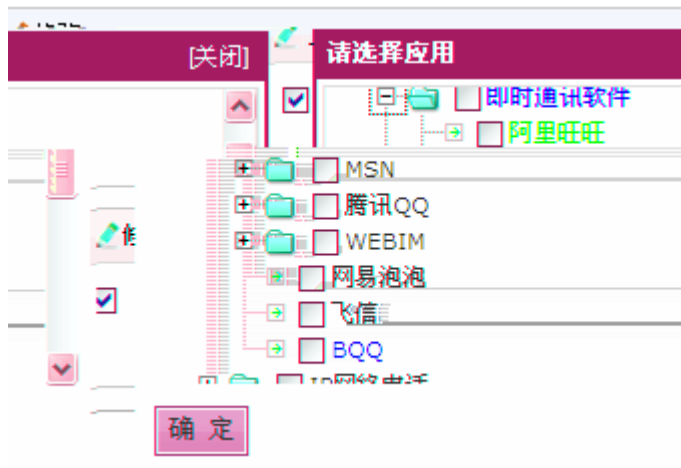 [关闭]
请选择应用
即时通讯软件
阿里旺旺
MSN
腾讯QQ
WEBIM
网易泡泡
飞信
BQQ
确 定